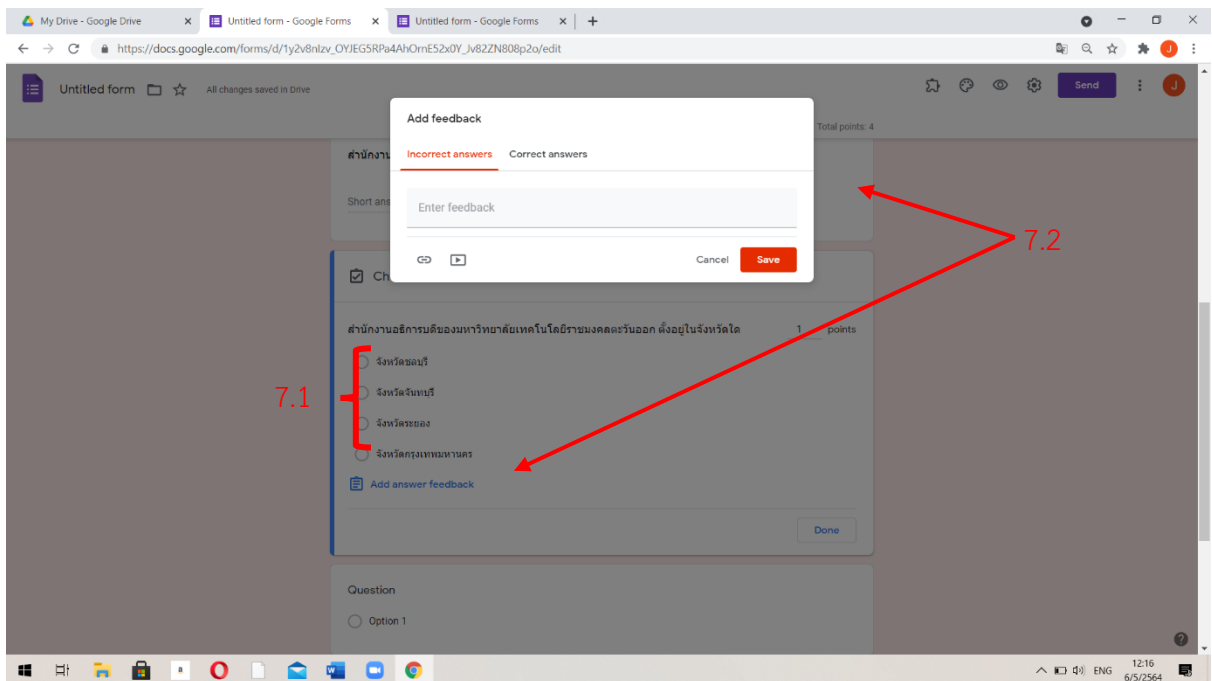 My Drive - Google Drive
Untitled form - Google Forms
Untitled form - Google Forms
https://docs.google.com/forms/d/1y2v8nIzv_OYJEG5RPa4AhOrnE52x0Y_Jv82ZN808p2o/edit
Untitled form
All changes saved in Drive
Send
J
Total points: 4
Add feedback
Incorrect answers
Correct answers
Enter feedback
Cancel
Save
สำนักงาน
Short ans
7.2
Ch
สำนักงานอธิการบดีของมหาวิทยาลัยเทคโนโลยีราชมงคลตะวันออก ตั้งอยู่ในจังหวัดใด
1 points
จังหวัดชลบุรี
7.1
จังหวัดจันทบุรี
จังหวัดระยอง
จังหวัดกรุงเทพมหานคร
Add answer feedback
Done
Question
Option 1
ENG
12:16
6/5/2564